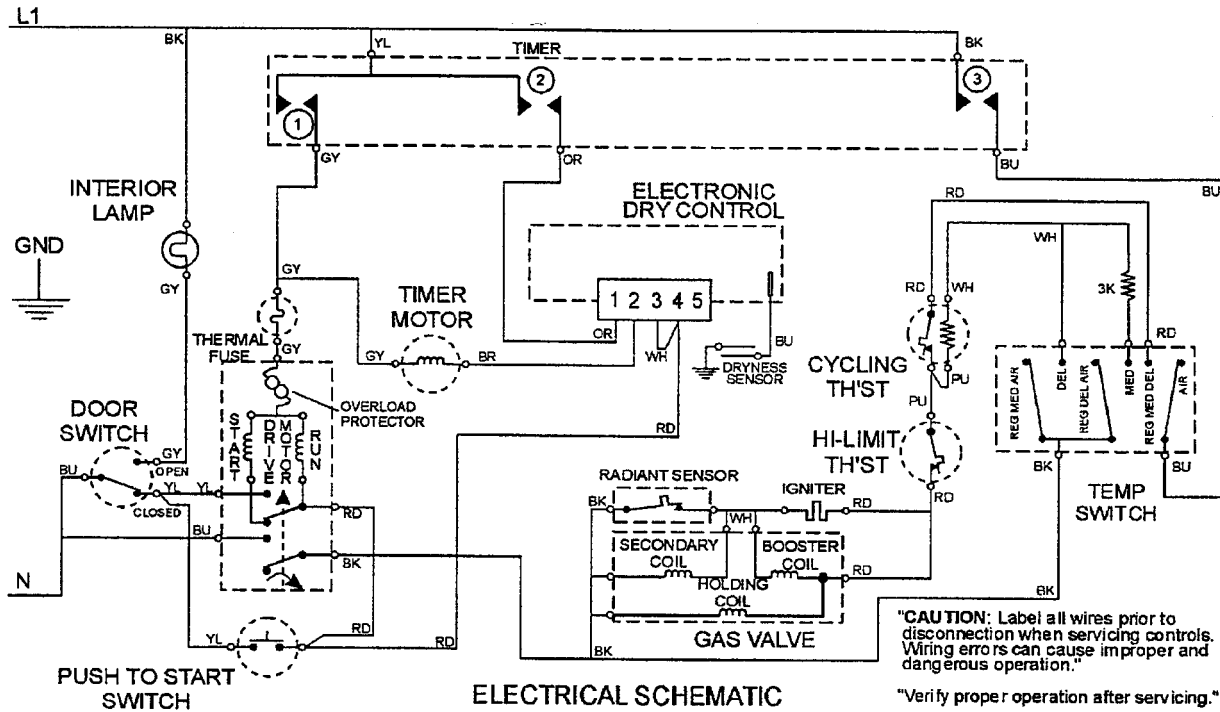 L1
BK
YL
TIMER
BK
1
2
3
GY
OR
BU
BU
INTERIOR
LAMP
ELECTRONIC
DRY CONTROL
RD
WH
GND
GY
GY
TIMER
MOTOR
1 2 3 4 5
RD
WH
3K
RD
THERMAL
FUSE
GY
GY
BR
OR
WH
BU
DRYNESS
SENSOR
CYCLING
TH'ST
PU
PU
REG MED AIR
DEL
REG DEL AIR
MED
REG MED DEL
AIR
DOOR
SWITCH
OVERLOAD
PROTECTOR
START
DRIVE
MOTOR
RUN
RD
HI-LIMIT
TH'ST
RD
BK
BU
TEMP
SWITCH
BU
GY
OPEN
YL
YL
CLOSED
RD
BU
BK
RADIANT SENSOR
BK
IGNITER
RD
WH
SECONDARY
COIL
BOOSTER
COIL
RD
HOLDING
COIL
GAS VALVE
BK
BK
N
YL
RD
RD
PUSH TO START
SWITCH
ELECTRICAL SCHEMATIC
"CAUTION: Label all wires prior to
disconnection when servicing controls.
Wiring errors can cause improper and
dangerous operation."
"Verify proper operation after servicing."